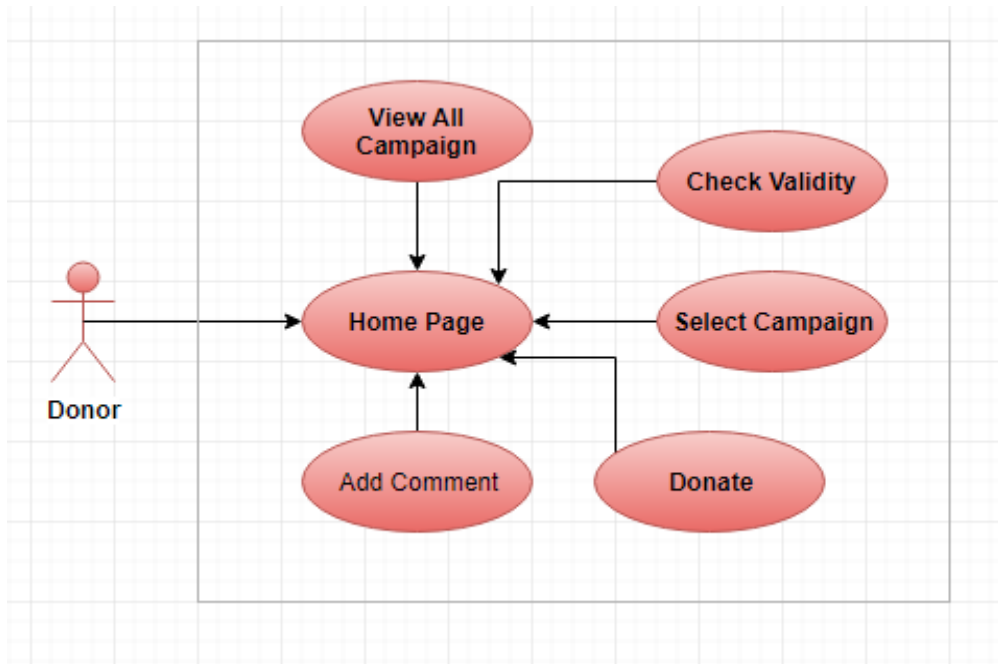 View All
Campaign
Check Validity
Home Page
Select Campaign
Donor
Add Comment
Donate